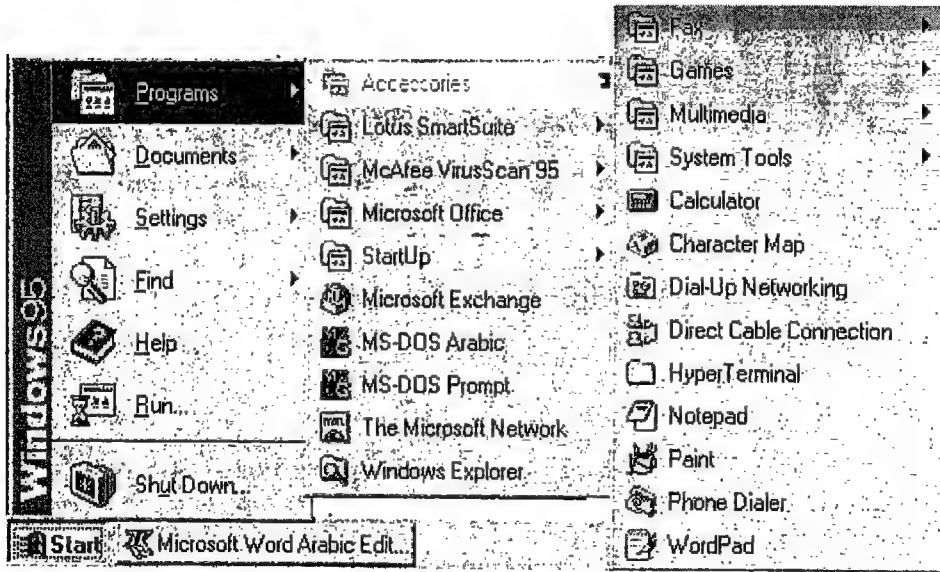 Programs
Documents
Settings
Find
Help
Run...
Shut Down...
Windows95
Start
Microsoft Word Arabic Edit...
Accessories
Lotus SmartSuite
McAfee VirusScan'95
Microsoft Office
StartUp
Microsoft Exchange
MS-DOS Arabic
MS-DOS Prompt
The Microsoft Network
Windows Explorer
Fax
Games
Multimedia
System Tools
Calculator
Character Map
Dial-Up Networking
Direct Cable Connection
HyperTerminal
Notepad
Paint
Phone Dialer
WordPad